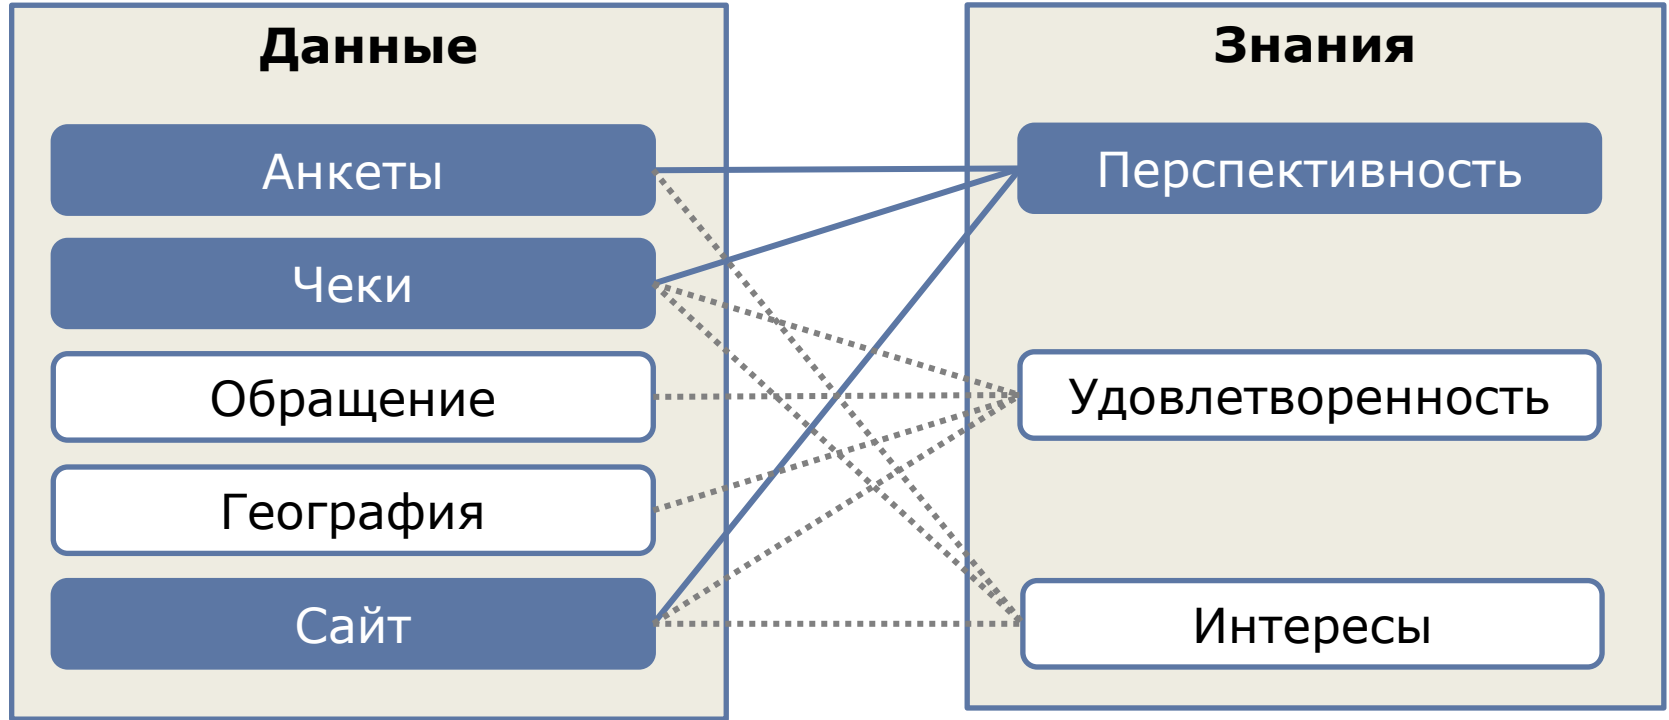 Данные
Анкеты
Чеки
Обращение
География
Сайт
Знания
Перспективность
Удовлетворенность
Интересы